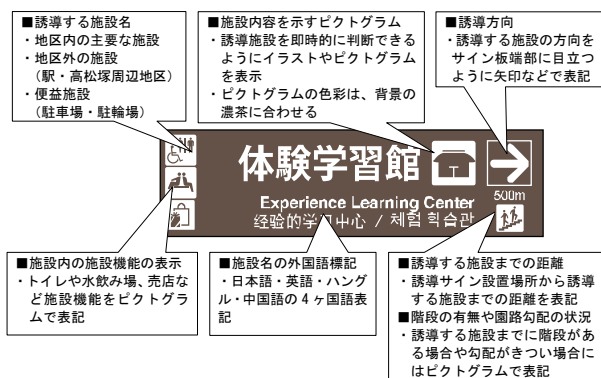 ■誘導する施設名
・地区内の主要な施設
・地区外の施設
（駅・高松塚周辺地区）
・便益施設
（駐車場・駐輪場）
■施設内容を示すピクトグラム
・誘導施設を即時的に判断できる
ようにイラストやピクトグラム
を表示
・ピクトグラムの色彩は、背景の
濃茶に合わせる
■誘導方向
・誘導する施設の方向を
サイン板端部に目立つ
ように矢印などで表記
体験学習館
500m
Experience Learning Center
经验的学习中心 / 체험 학습관
■施設内の施設機能の表示
・トイレや水飲み場、売店な
ど施設機能をピクトグラ
ムで表記
■施設名の外国語標記
・日本語・英語・ハング
ル・中国語の４ヶ国語表
記
■誘導する施設までの距離
・誘導サイン設置場所から誘導
する施設までの距離を表記
■階段の有無や園路勾配の状況
・誘導する施設までに階段があ
る場合や勾配がきつい場合に
はピクトグラムで表記